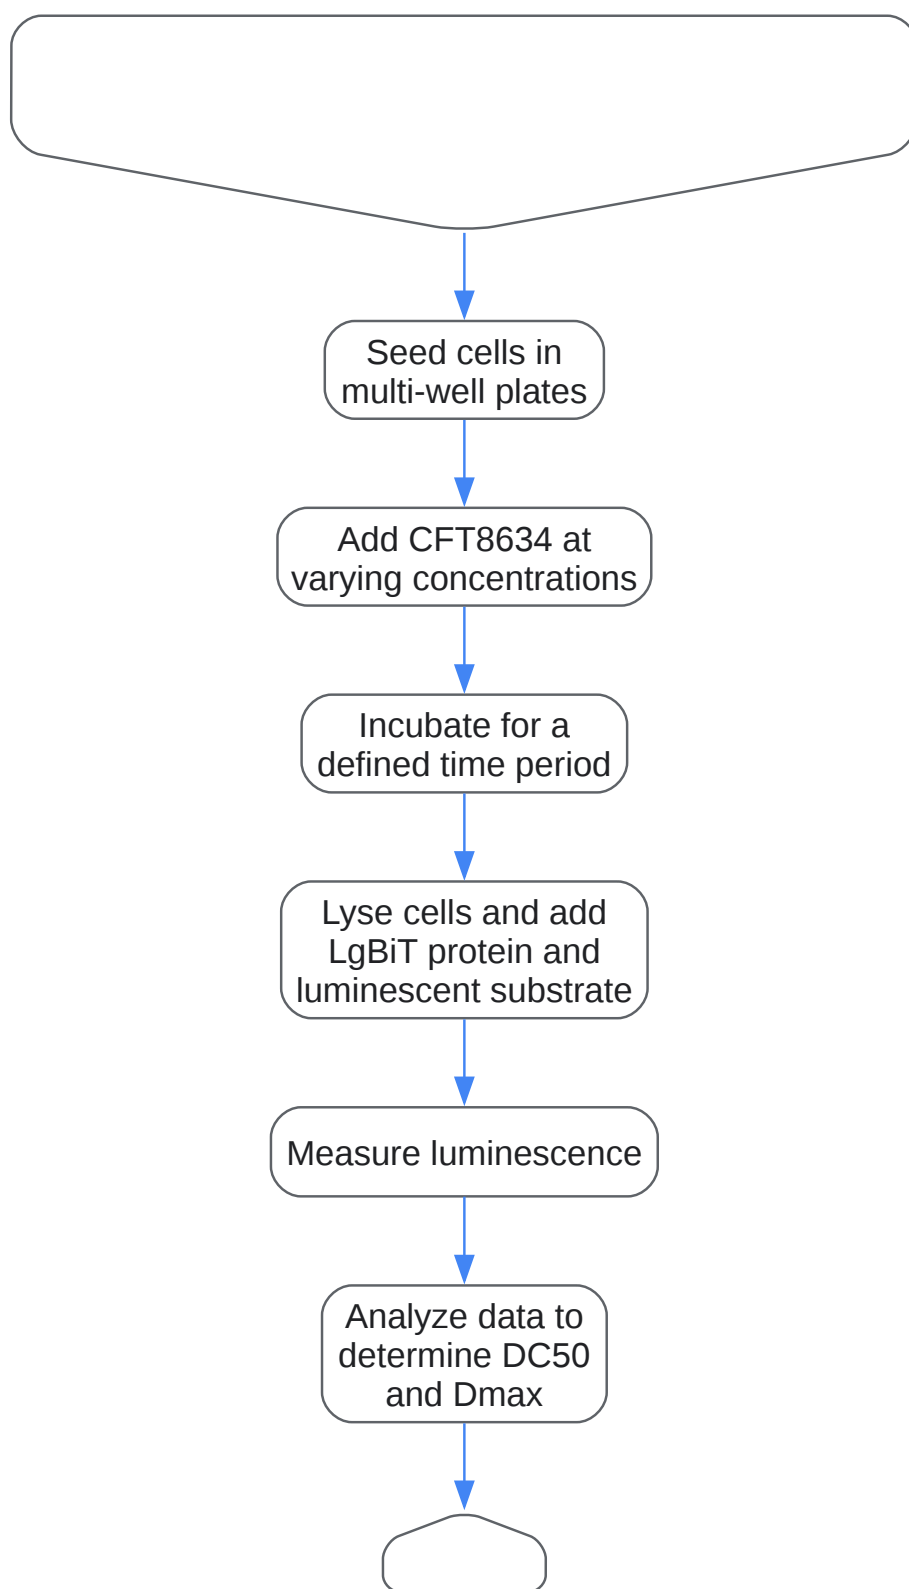 Seed cells in
multi-well plates
Add CFT8634 at
varying concentrations
Incubate for a
defined time period
Lyse cells and add
LgBiT protein and
luminescent substrate
Measure luminescence
Analyze data to
determine DC50
and Dmax